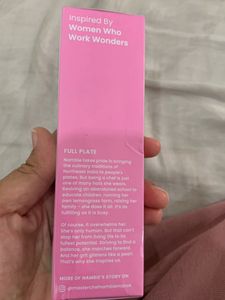 Inspired By
Women Who
Work Wonders
FULL PLATE
Nambie takes pride in bringing
the culinary traditions of
Northeast India to people's
plates. But being a chef is just
one of many hats she wears.
Reviving an abandoned school to
educate children, running her
own lemongrass farm, raising her
family – she does it all. It's as
fulfilling as it is busy.
Of course, it overwhelms her.
She's only human. But that can't
stop her from living life to its
fullest potential. Striving to find a
balance, she marches forward.
And her grit glitters like a jewel.
That's why she inspires us.
MORE OF NAMBIE'S STORY ON
@masterchefnambiemarak